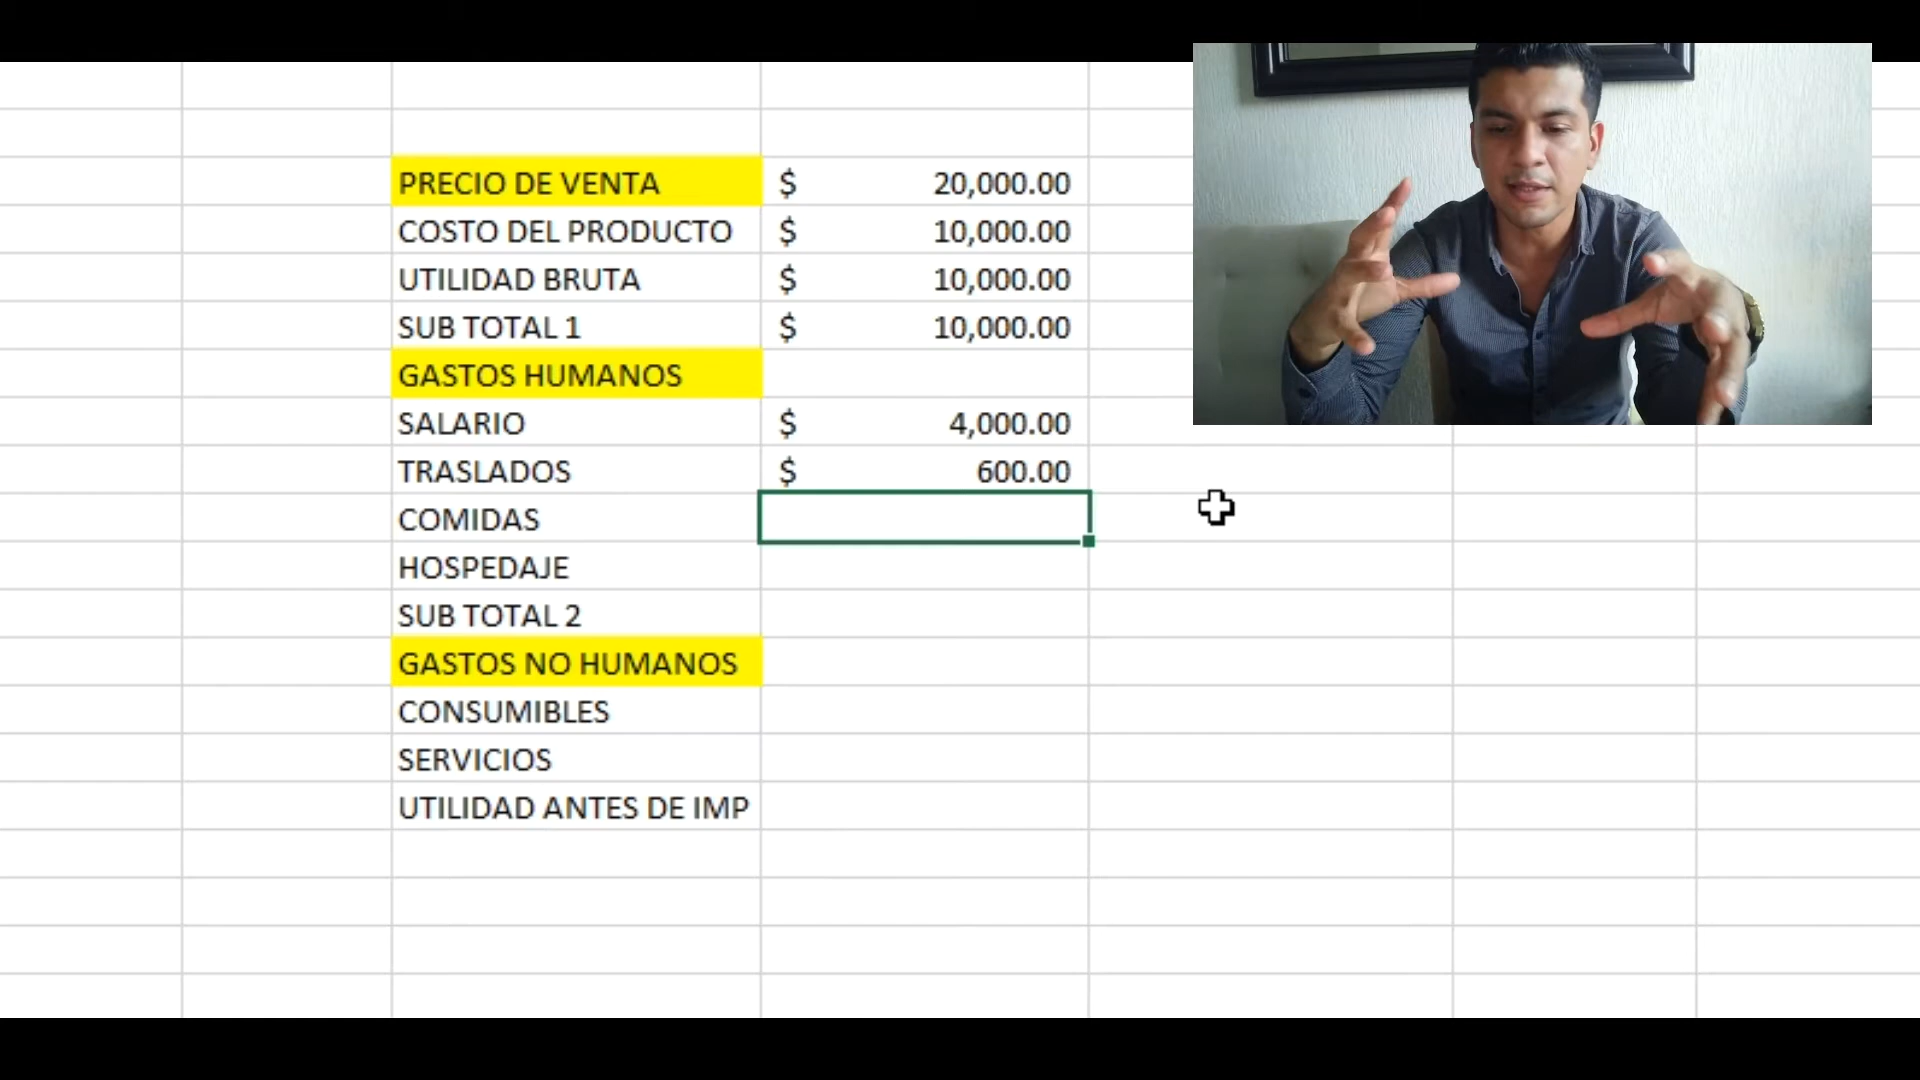 PRECIO DE VENTA $ 20,000.00
COSTO DEL PRODUCTO $ 10,000.00
UTILIDAD BRUTA $ 10,000.00
SUB TOTAL 1 $ 10,000.00
GASTOS HUMANOS
SALARIO $ 4,000.00
TRASLADOS $ 600.00
COMIDAS
HOSPEDAJE
SUB TOTAL 2
GASTOS NO HUMANOS
CONSUMIBLES
SERVICIOS
UTILIDAD ANTES DE IMP